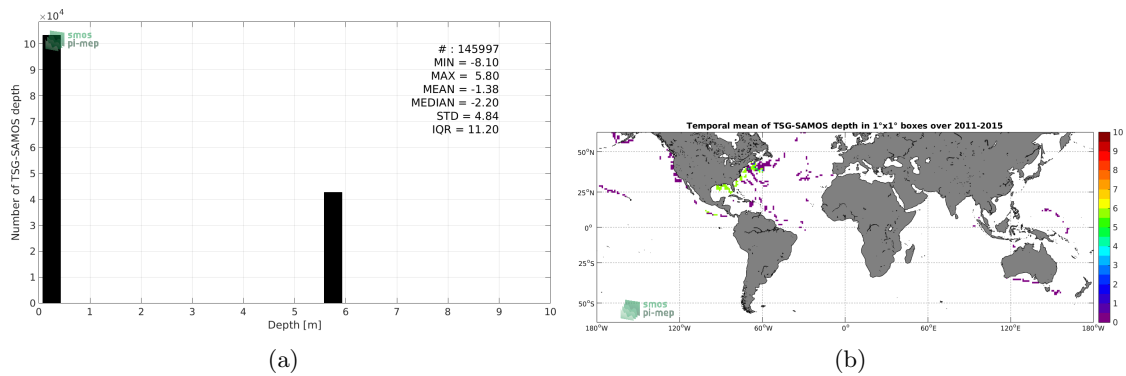 ×10⁴
10
9
8
7
6
5
4
3
2
1
0
Number of TSG-SAMOS depth
smos
pi-mep
# : 145997
MIN = -8.10
MAX = 5.80
MEAN = -1.38
MEDIAN = -2.20
STD = 4.84
IQR = 11.20
0 1 2 3 4 5 6 7 8 9 10
Depth [m]
smos
pi-mep
(a)
Temporal mean of TSG-SAMOS depth in 1°x1° boxes over 2011-2015
50°N
25°N
0°
25°S
50°S
smos
pi-mep
180°W 120°W 60°W 0° 60°E 120°E 180°W
10
9
8
7
6
5
4
3
2
1
0
(b)